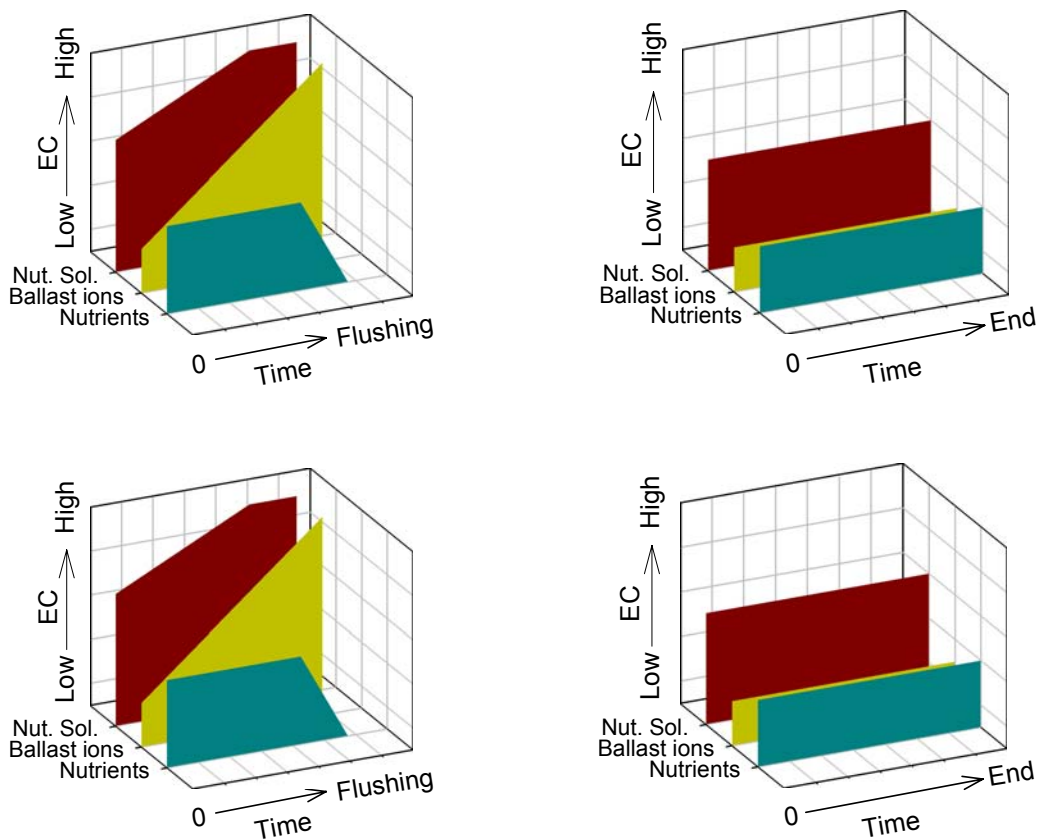 High
EC
Low
Nut. Sol.
Ballast ions
Nutrients
0
Time
Flushing
High
EC
Low
Nut. Sol.
Ballast ions
Nutrients
0
Time
End
High
EC
Low
Nut. Sol.
Ballast ions
Nutrients
0
Time
Flushing
High
EC
Low
Nut. Sol.
Ballast ions
Nutrients
0
Time
End